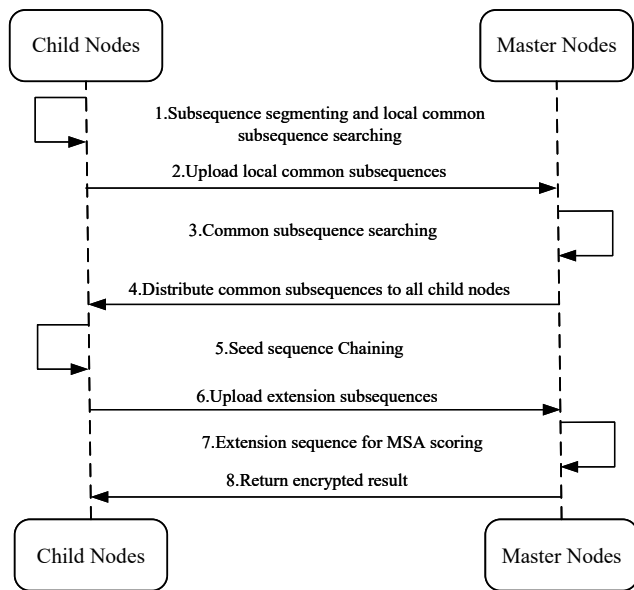 Child Nodes
Master Nodes
1.Subsequence segmenting and local common
subsequence searching
2.Upload local common subsequences
3.Common subsequence searching
4.Distribute common subsequences to all child nodes
5.Seed sequence Chaining
6.Upload extension subsequences
7.Extension sequence for MSA scoring
8.Return encrypted result
Child Nodes
Master Nodes